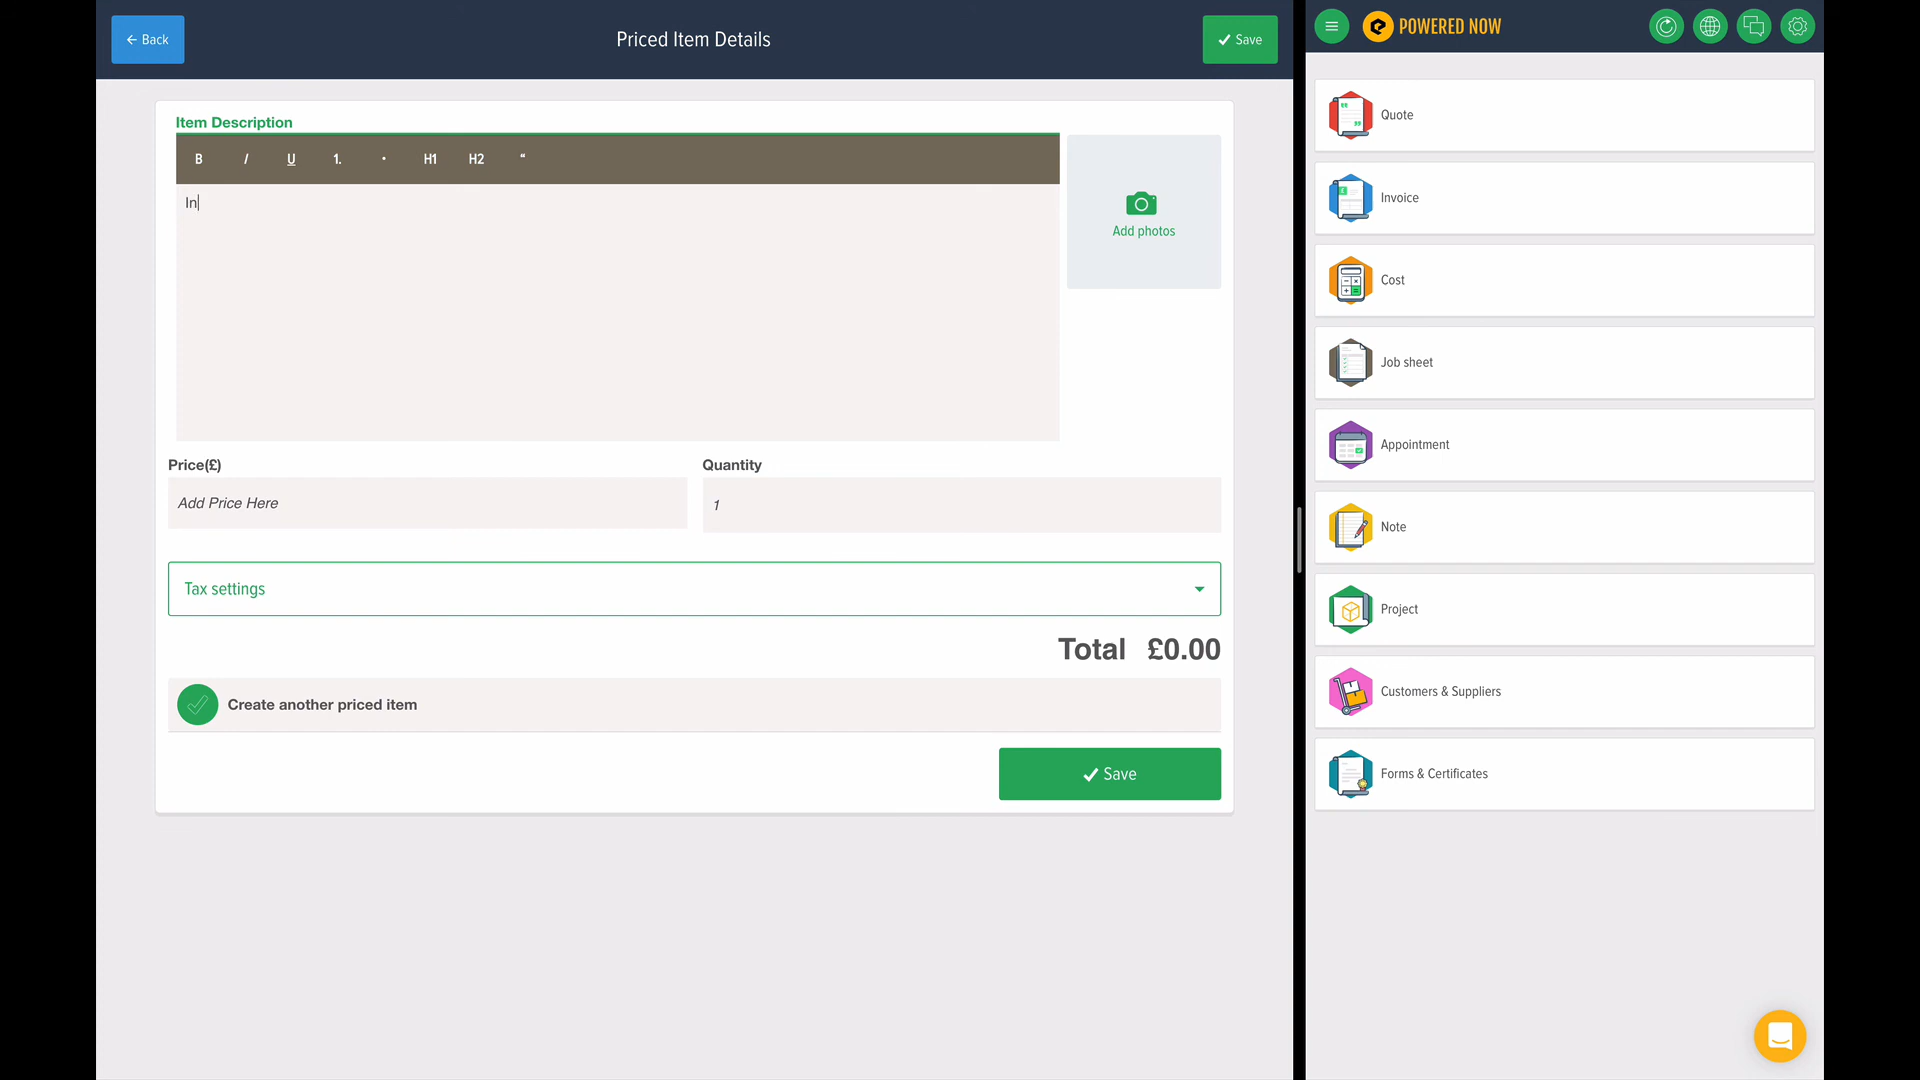 ← Back
Priced Item Details
Save
Item Description
B I U 1. • H1 H2 “
In
Add photos
Price(£)
Quantity
Add Price Here
1
Tax settings
Total £0.00
Create another priced item
Save
POWERED NOW
Quote
Invoice
Cost
Job sheet
Appointment
Note
Project
Customers & Suppliers
Forms & Certificates